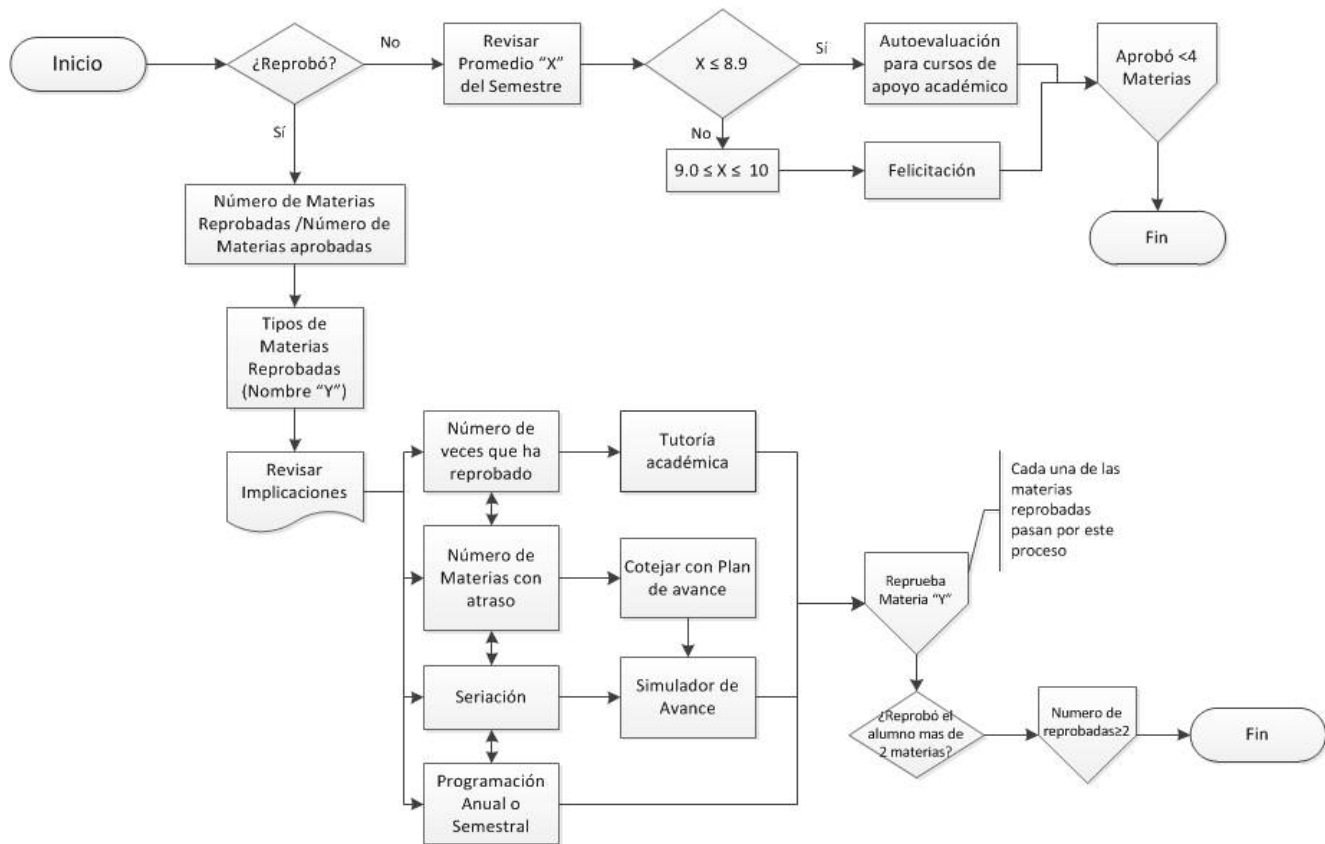 Inicio
¿Reprobó?
No
Revisar
Promedio “X”
del Semestre
X ≤ 8.9
Sí
Autoevaluación
para cursos de
apoyo académico
Aprobó <4
Materias
Sí
No
9.0 ≤ X ≤ 10
Felicitación
Fin
Número de Materias
Reprobadas /Número de
Materias aprobadas
Tipos de
Materias
Reprobadas
(Nombre “Y”)
Revisar
Implicaciones
Número de
veces que ha
reprobado
Tutoría
académica
Número de
Materias con
atraso
Cotejar con Plan
de avance
Seriación
Simulador de
Avance
Programación
Anual o
Semestral
Cada una de las
materias
reprobadas
pasan por este
proceso
Reprueba
Materia “Y”
¿Reprobó el
alumno mas de
2 materias?
Numero de
reprobadas≥2
Fin